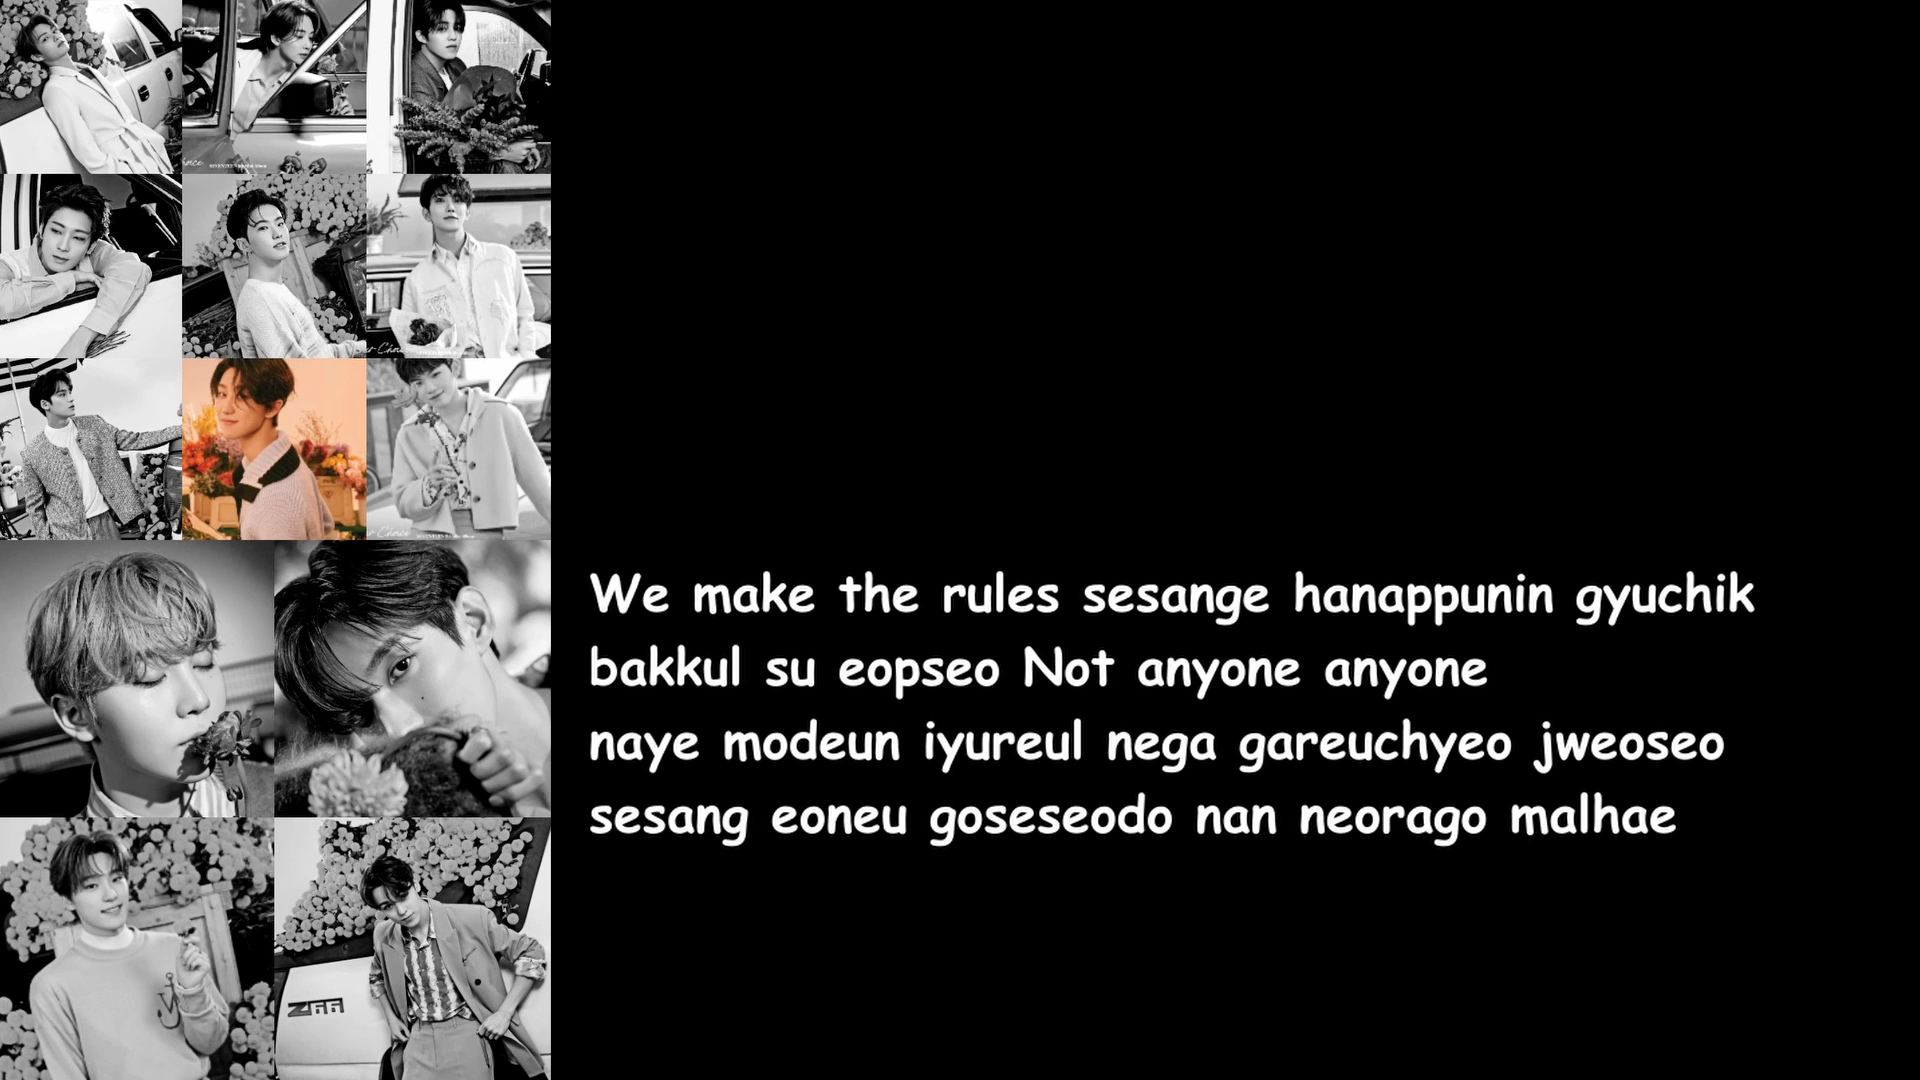 We make the rules sesange hanappunin gyuchik
bakkul su eopseo Not anyone anyone
naye modeun iyureul nega gareuchyeo jweoseo
sesang eoneu goseseodo nan neorago malhae